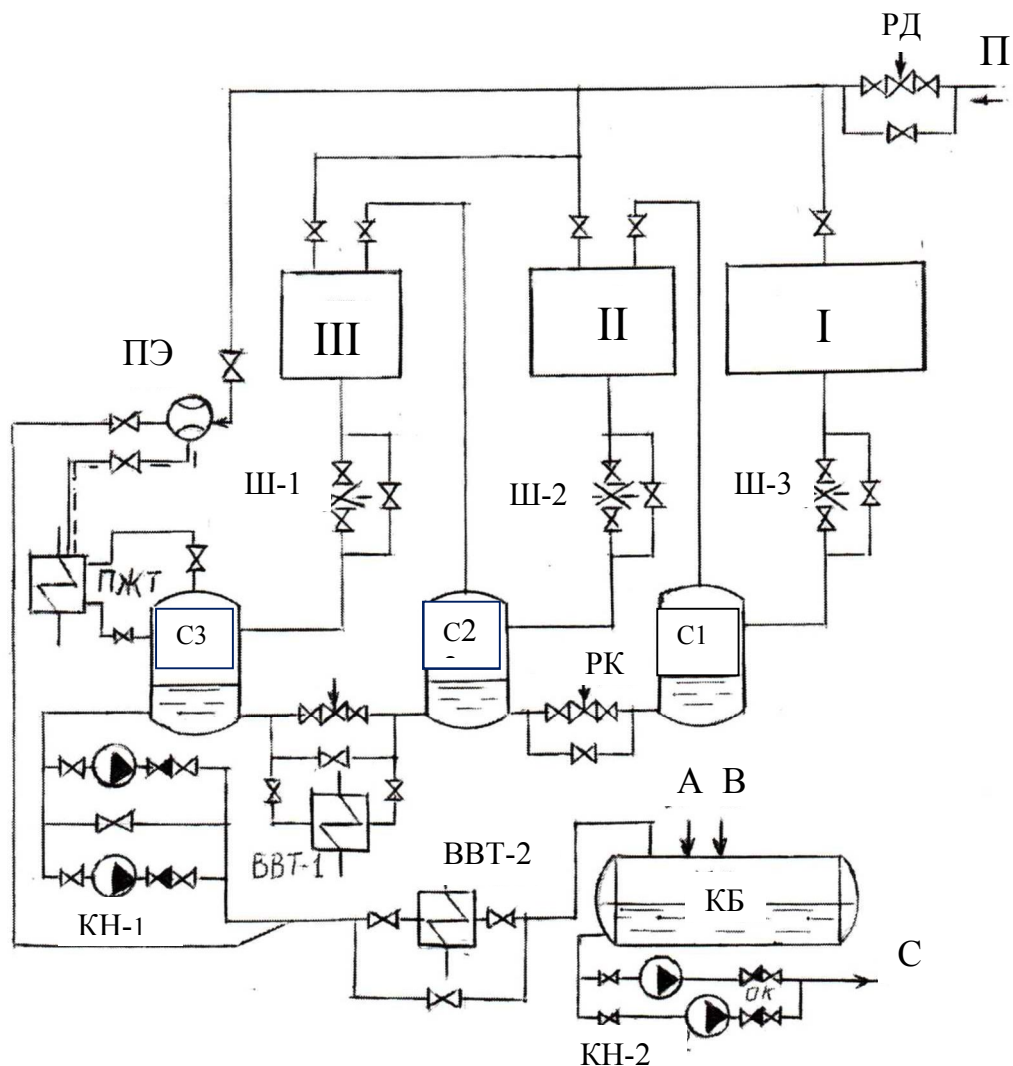 РД
П
III
II
I
ПЭ
Ш-1
Ш-2
Ш-3
ПЖТ
С3
С2
С1
РК
А В
ВВТ-1
ВВТ-2
КБ
КН-1
С
ОК
КН-2